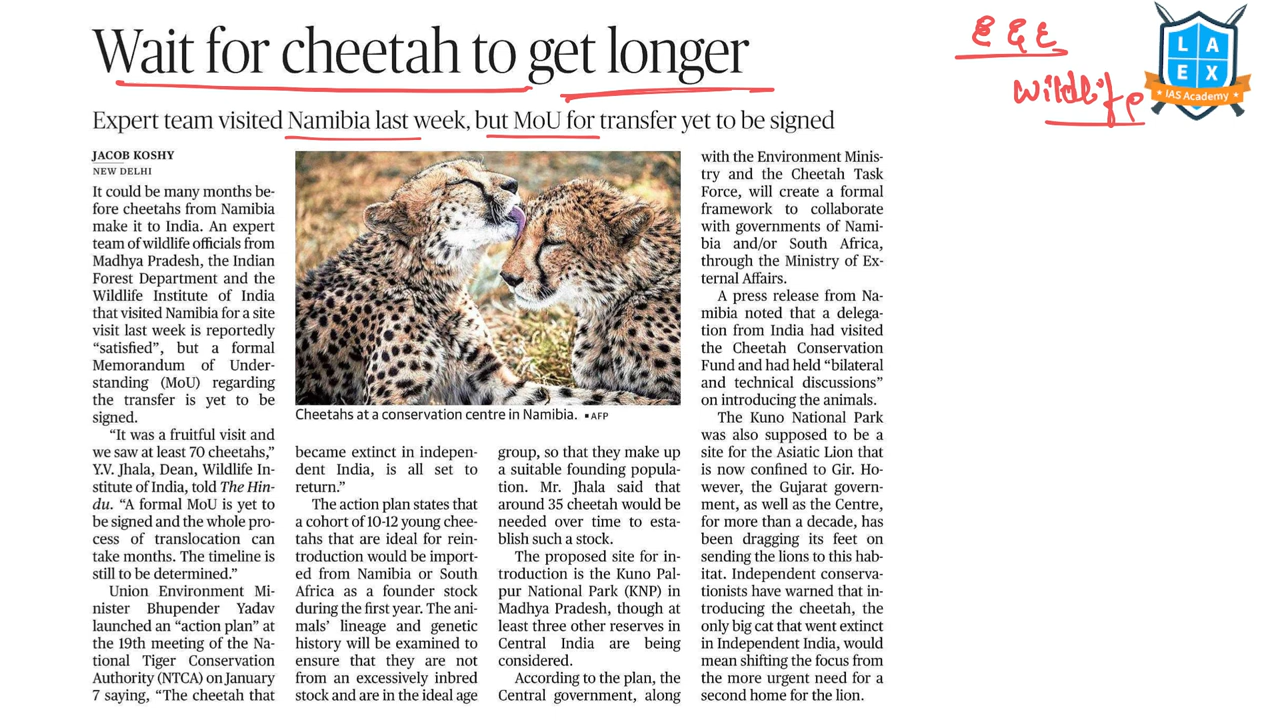 Wait for cheetah to get longer
Expert team visited Namibia last week, but MoU for transfer yet to be signed
wildlife
L A
E X
IAS Academy
JACOB KOSHY
NEW DELHI
It could be many months be-
fore cheetahs from Namibia
make it to India. An expert
team of wildlife officials from
Madhya Pradesh, the Indian
Forest Department and the
Wildlife Institute of India
that visited Namibia for a site
visit last week is reportedly
“satisfied”, but a formal
Memorandum of Under-
standing (MoU) regarding
the transfer is yet to be
signed.
“It was a fruitful visit and
we saw at least 70 cheetahs,”
Y.V. Jhala, Dean, Wildlife In-
stitute of India, told The Hin-
du. “A formal MoU is yet to
be signed and the whole pro-
cess of translocation can
take months. The timeline is
still to be determined.”
Union Environment Mi-
nister Bhupender Yadav
launched an “action plan” at
the 19th meeting of the Na-
tional Tiger Conservation
Authority (NTCA) on January
7 saying, “The cheetah that
Cheetahs at a conservation centre in Namibia. ▪ AFP
became extinct in indepen-
dent India, is all set to
return.”
The action plan states that
a cohort of 10-12 young chee-
tahs that are ideal for rein-
troduction would be import-
ed from Namibia or South
Africa as a founder stock
during the first year. The ani-
mals’ lineage and genetic
history will be examined to
ensure that they are not
from an excessively inbred
stock and are in the ideal age
group, so that they make up
a suitable founding popula-
tion. Mr. Jhala said that
around 35 cheetah would be
needed over time to esta-
blish such a stock.
The proposed site for in-
troduction is the Kuno Pal-
pur National Park (KNP) in
Madhya Pradesh, though at
least three other reserves in
Central India are being
considered.
According to the plan, the
Central government, along
with the Environment Minis-
try and the Cheetah Task
Force, will create a formal
framework to collaborate
with governments of Nami-
bia and/or South Africa,
through the Ministry of Ex-
ternal Affairs.
A press release from Na-
mibia noted that a delega-
tion from India had visited
the Cheetah Conservation
Fund and had held “bilateral
and technical discussions”
on introducing the animals.
The Kuno National Park
was also supposed to be a
site for the Asiatic Lion that
is now confined to Gir. Ho-
wever, the Gujarat govern-
ment, as well as the Centre,
for more than a decade, has
been dragging its feet on
sending the lions to this hab-
itat. Independent conserva-
tionists have warned that in-
troducing the cheetah, the
only big cat that went extinct
in Independent India, would
mean shifting the focus from
the more urgent need for a
second home for the lion.